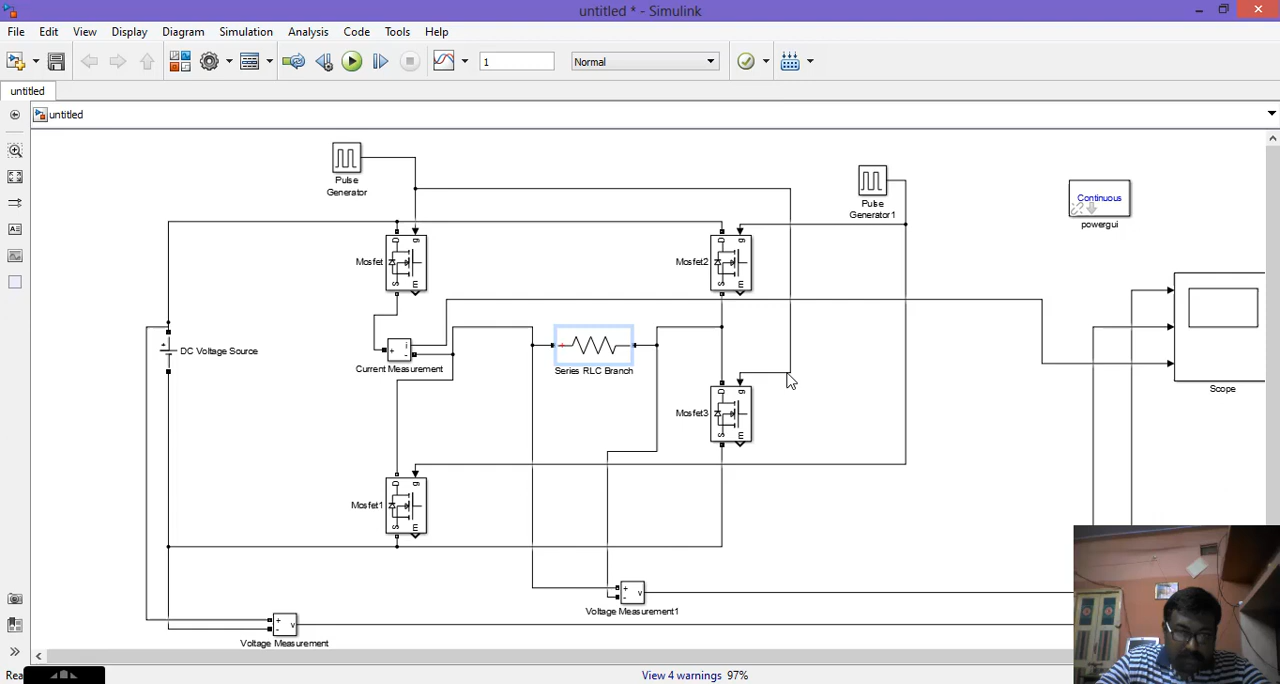 untitled * - Simulink
File Edit View Display Diagram Simulation Analysis Code Tools Help
1
Normal
untitled
untitled
Pulse
Generator
Pulse
Generator1
Continuous
powergui
Mosfet
D
g
S
m
Mosfet2
D
g
S
m
DC Voltage Source
+
i
-
Current Measurement
+
Series RLC Branch
Mosfet3
D
g
S
m
Scope
Mosfet1
D
g
S
m
+
-
v
Voltage Measurement1
+
-
v
Voltage Measurement
Rea
View 4 warnings 97%